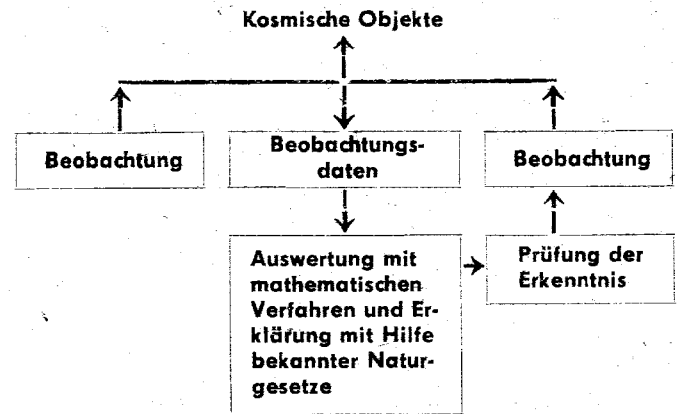 Kosmische Objekte
Beobachtung
Beobachtungs-
daten
Beobachtung
Auswertung mit
mathematischen
Verfahren und Er-
klärung mit Hilfe
bekannter Natur-
gesetze
Prüfung der
Erkenntnis